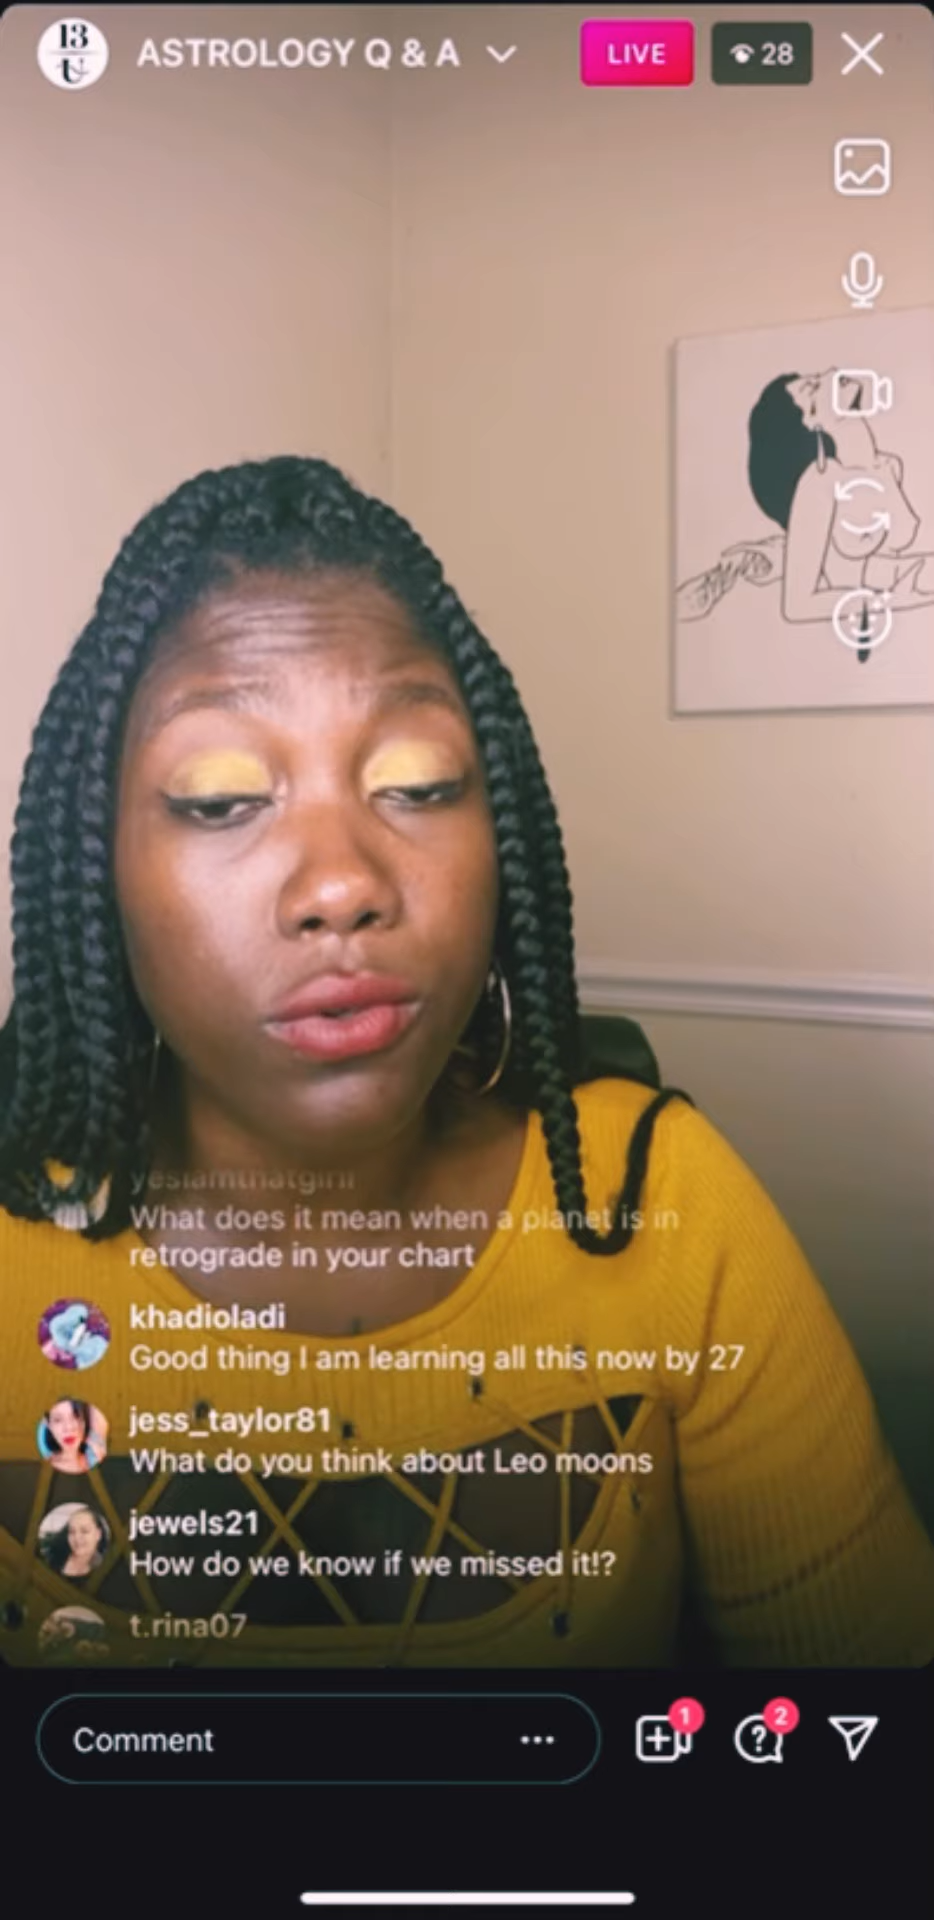 13
U
ASTROLOGY Q & A
LIVE
28
yesiamthatgirll
What does it mean when a planet is in
retrograde in your chart
khadioladi
Good thing I am learning all this now by 27
jess_taylor81
What do you think about Leo moons
jewels21
How do we know if we missed it!?
t.rina07
Comment
1
2